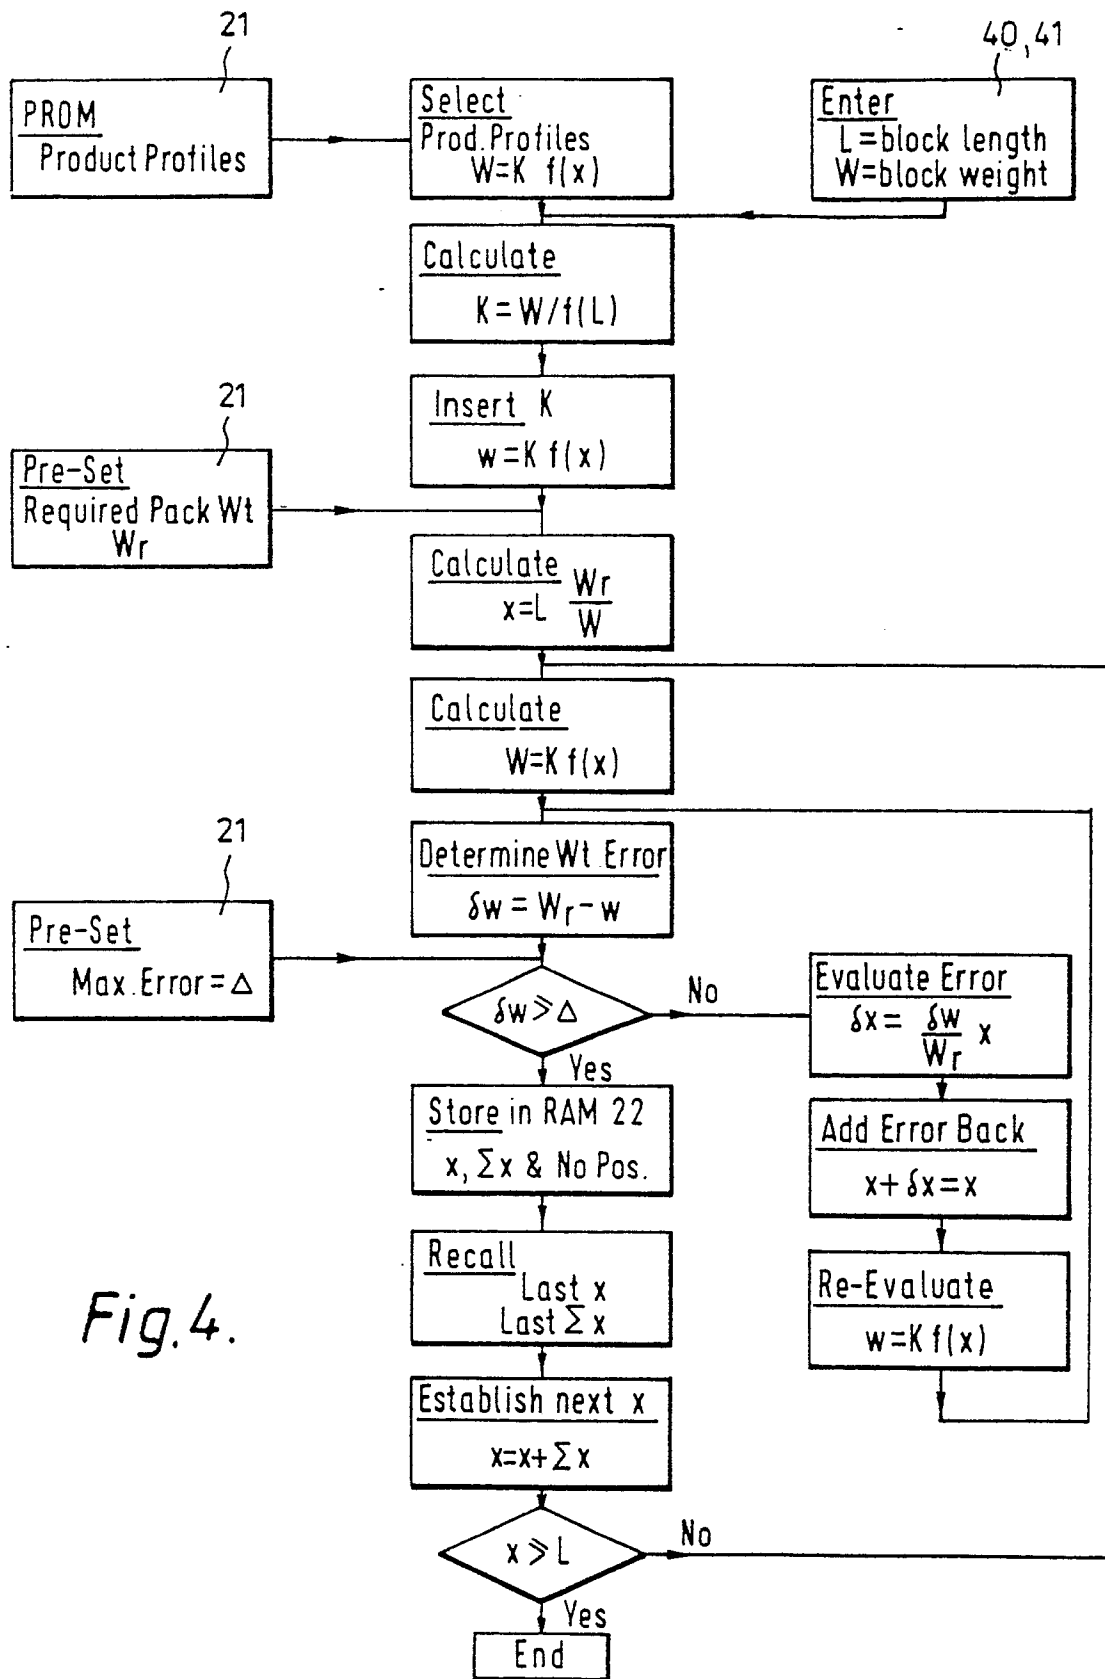 21
PROM
Product Profiles
Select
Prod. Profiles
W=K f(x)
40,41
Enter
L=block length
W=block weight
Calculate
K=W/f(L)
Insert K
w=K f(x)
21
Pre-Set
Required Pack Wt
Wr
Calculate
x=L Wr/W
Calculate
W=K f(x)
Determine Wt. Error
δw = Wr-w
21
Pre-Set
Max. Error = Δ
δw ⩾ Δ
No
Yes
Evaluate Error
δx = δw/Wr x
Add Error Back
x+δx=x
Re-Evaluate
w=K f(x)
Store in RAM 22
x, Σx & No Pos.
Recall
Last x
Last Σ x
Establish next x
x=x+Σx
x ⩾ L
No
Yes
End
Fig.4.